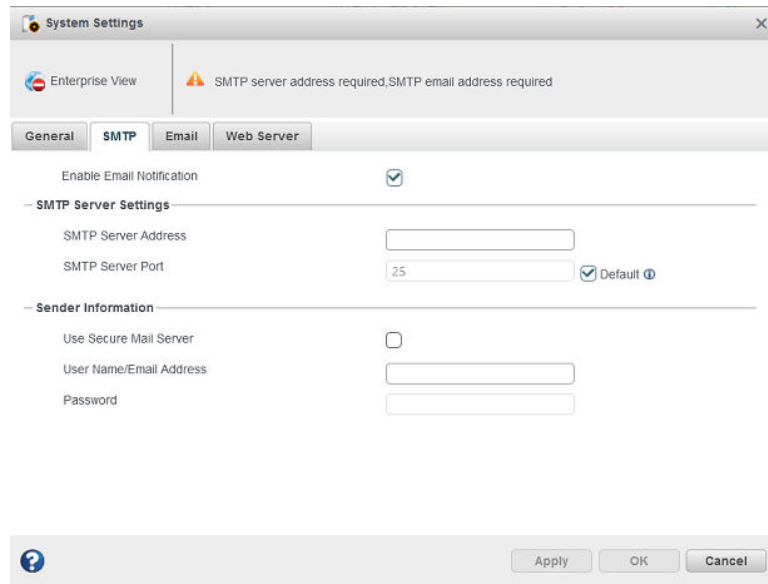 System Settings
Enterprise View
SMTP server address required,SMTP email address required
General SMTP Email Web Server
Enable Email Notification
SMTP Server Settings
SMTP Server Address
SMTP Server Port 25 Default
Sender Information
Use Secure Mail Server
User Name/Email Address
Password
Apply OK Cancel